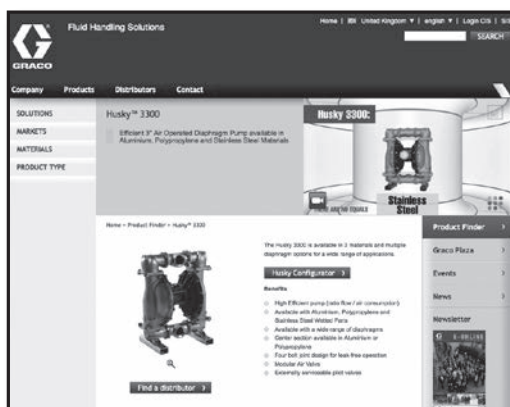 Fluid Handling Solutions
Home | United Kingdom ▼ | english ▼ | Login CIS |
SEARCH
GRACO
Company Products Distributors Contact
SOLUTIONS
MARKETS
MATERIALS
PRODUCT TYPE
Husky™ 3300
Efficient 3" Air Operated Diaphragm Pump available in
Aluminium, Polypropylene and Stainless Steel Materials
Husky 3300:
Stainless
Steel
Home > Product Finder > Husky™ 3300
The Husky 3300 is available in 3 materials and multiple
diaphragm options for a wide range of applications.
Husky Configurator >
Benefits
High Efficient pump (ratio flow / air consumption)
Available with Aluminium, Polypropylene and
Stainless Steel Wetted Parts
Available with a wide range of diaphragms
Center section available in Aluminium or
Polypropylene
Four bolt joint design for leak free operation
Modular Air Valves
Externally serviceable pilot valves
Find a distributor >
Product Finder >
Graco Plaza >
Events >
News >
Newsletter